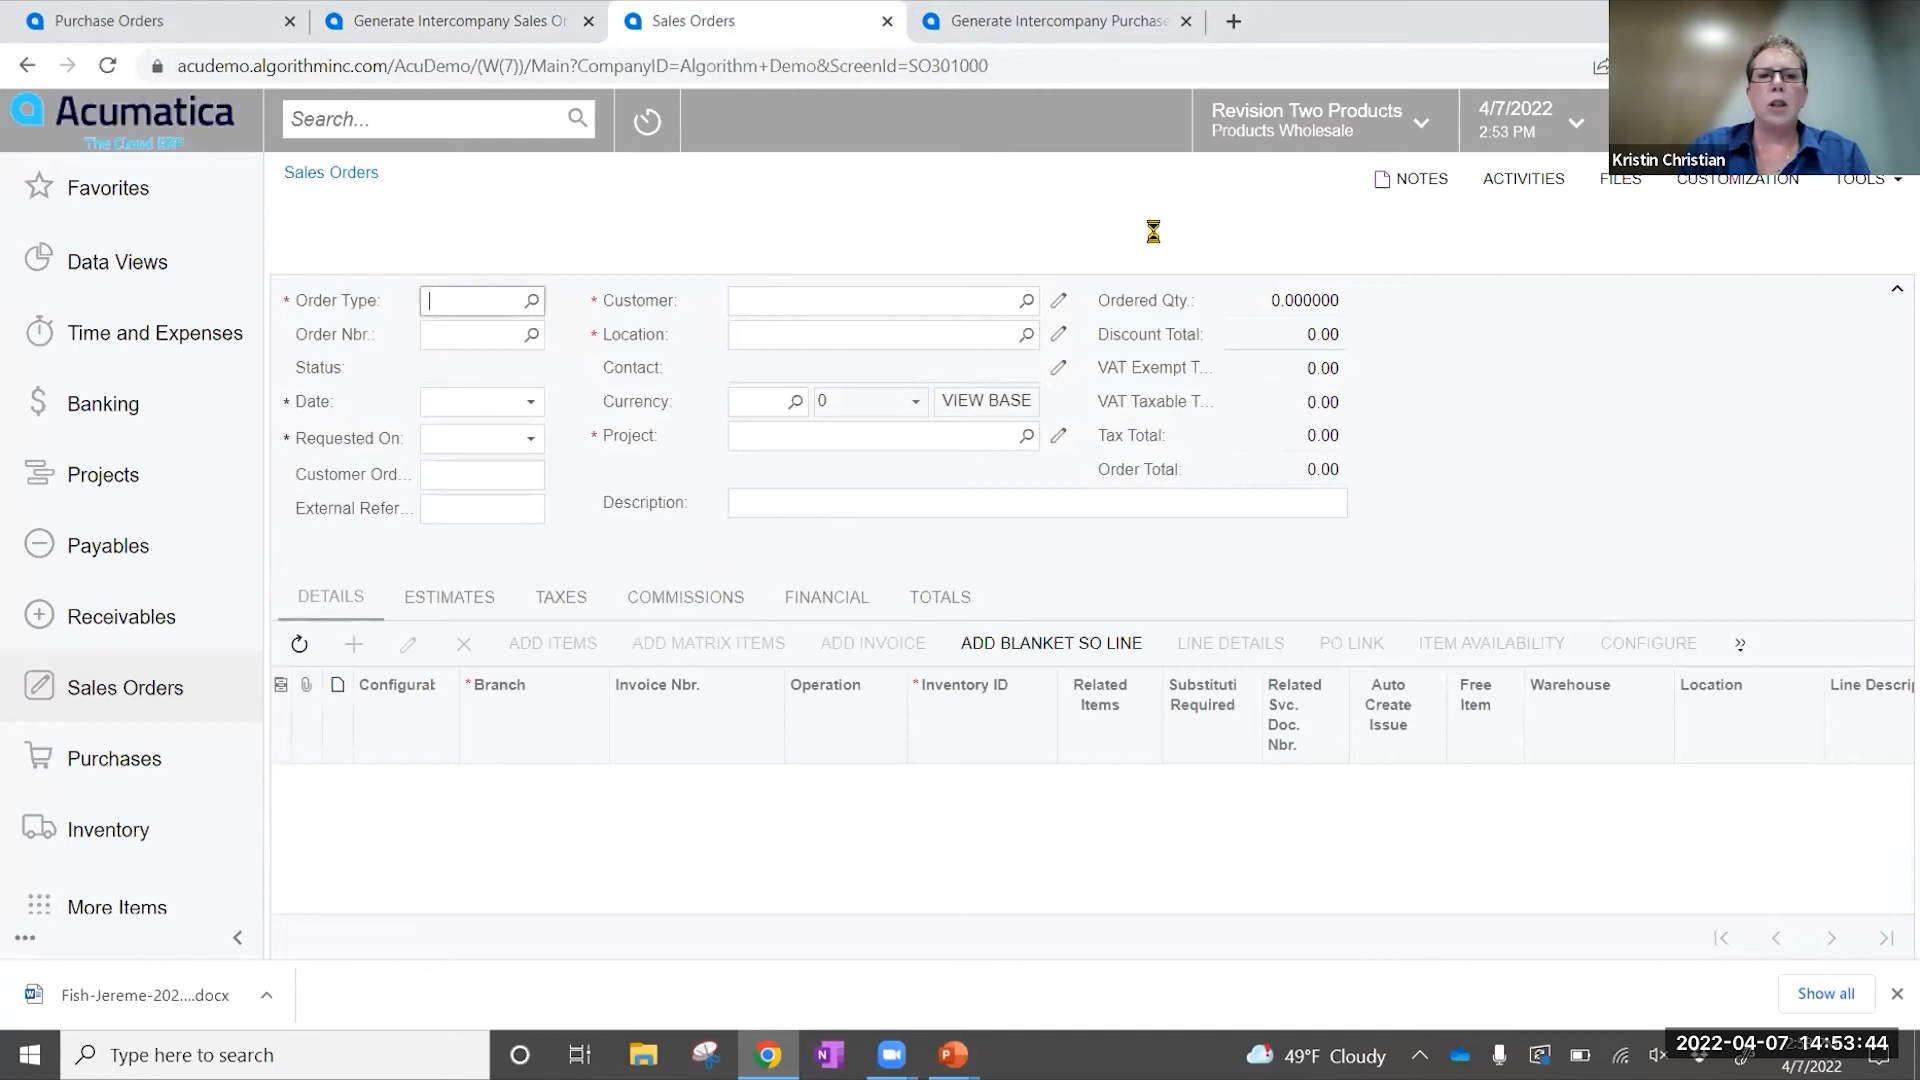 Purchase Orders
Generate Intercompany Sales Or
Sales Orders
Generate Intercompany Purchase
acudemo.algorithminc.com/AcuDemo/(W(7))/Main?CompanyID=Algorithm+Demo&ScreenId=SO301000
Acumatica
The Cloud ERP
Search...
Revision Two Products
Products Wholesale
4/7/2022
2:53 PM
Kristin Christian
Favorites
Data Views
Time and Expenses
Banking
Projects
Payables
Receivables
Sales Orders
Purchases
Inventory
More Items
Sales Orders
NOTES ACTIVITIES FILES CUSTOMIZATION TOOLS
* Order Type: * Customer: Ordered Qty.: 0.000000
Order Nbr.: * Location: Discount Total: 0.00
Status: Contact: VAT Exempt T... 0.00
* Date: Currency: 0 VIEW BASE VAT Taxable T... 0.00
* Requested On: * Project: Tax Total: 0.00
Customer Ord... Order Total: 0.00
External Refer... Description:
DETAILS ESTIMATES TAXES COMMISSIONS FINANCIAL TOTALS
ADD ITEMS ADD MATRIX ITEMS ADD INVOICE ADD BLANKET SO LINE LINE DETAILS PO LINK ITEM AVAILABILITY CONFIGURE
Configurat * Branch Invoice Nbr. Operation * Inventory ID Related Items Substituti Required Related Svc. Doc. Nbr. Auto Create Issue Free Item Warehouse Location Line Descrip
Fish-Jereme-202....docx
Show all
Type here to search
49°F Cloudy
2022-04-07 14:53:44
4/7/2022